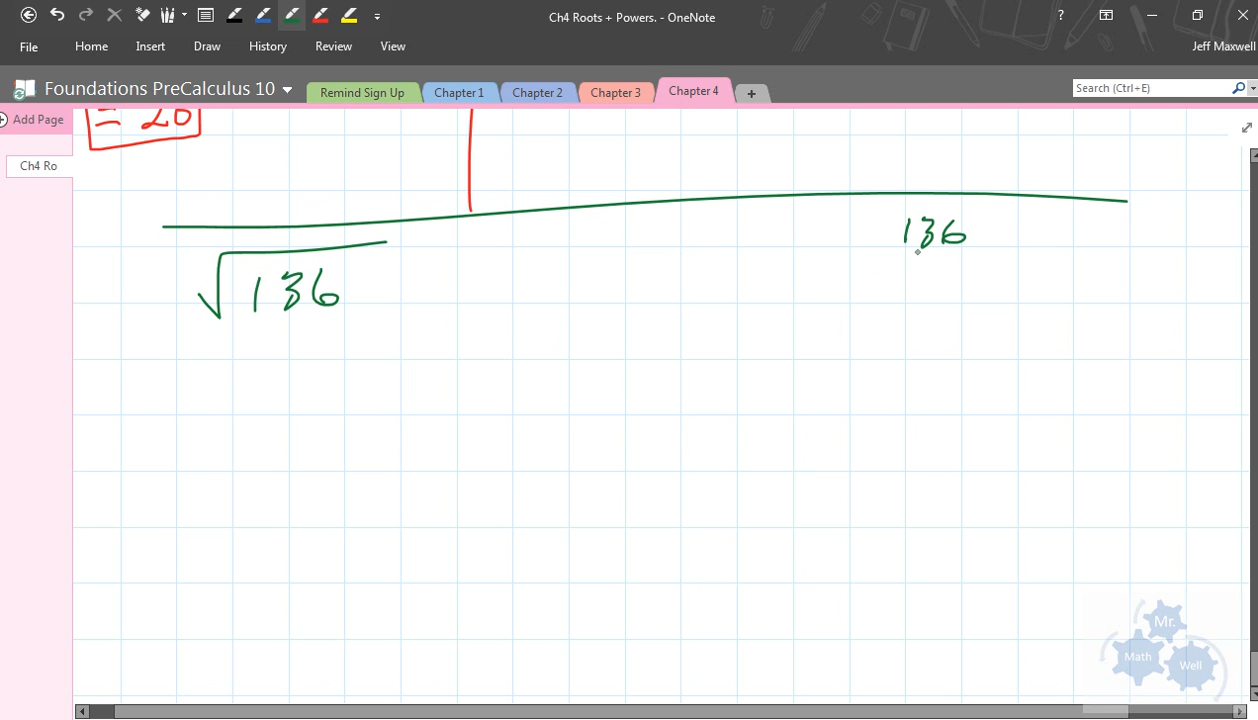 Ch4 Roots + Powers. - OneNote
?
File Home Insert Draw History Review View
Jeff Maxwell
Foundations PreCalculus 10
Remind Sign Up Chapter 1 Chapter 2 Chapter 3 Chapter 4 +
Search (Ctrl+E)
Add Page
= 20
Ch4 Ro
136
√136
Mr.
Math
Well